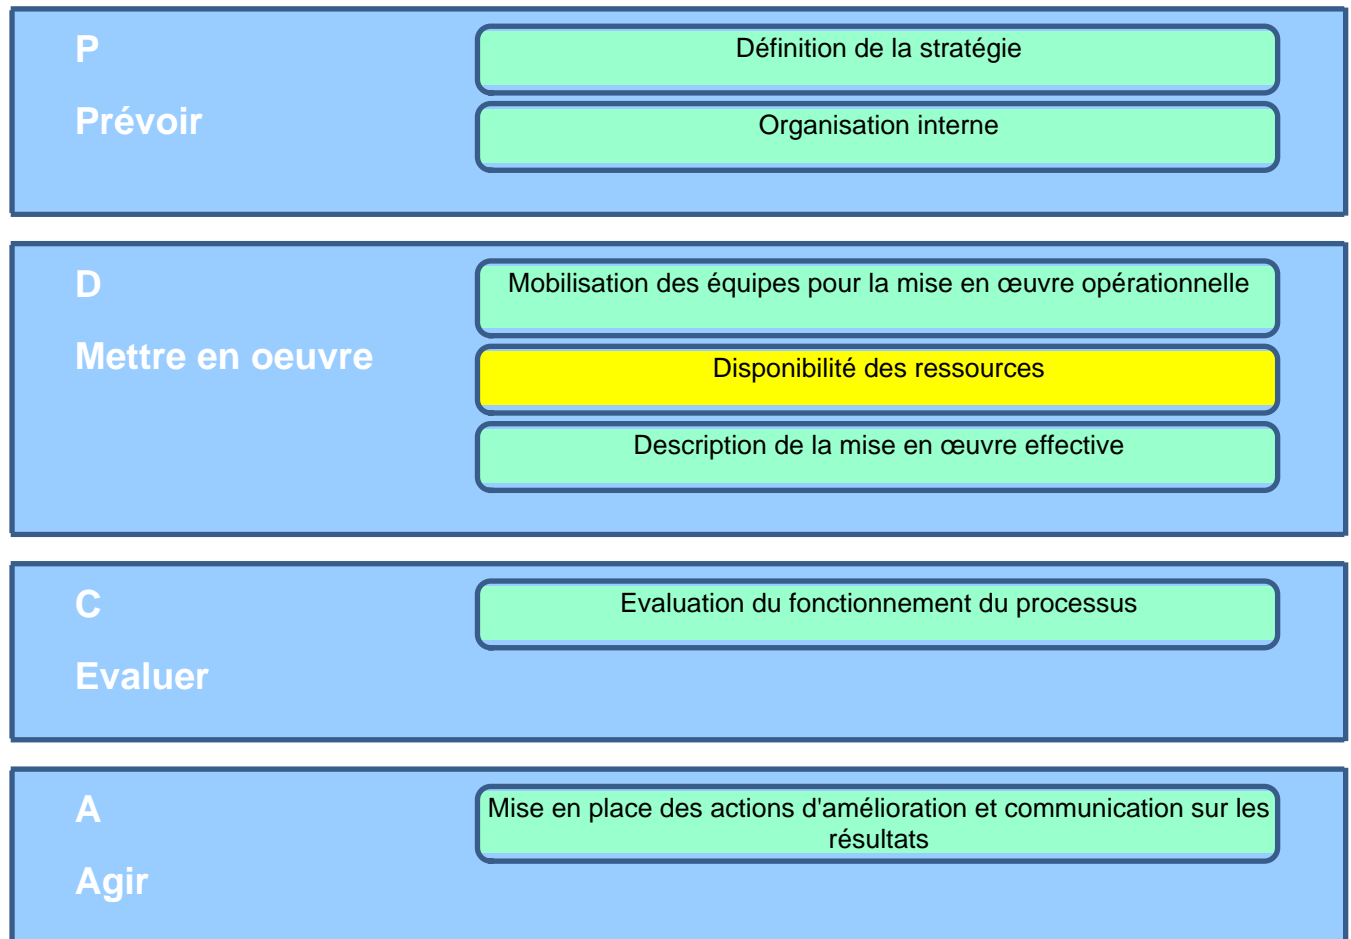 P
Prévoir
Définition de la stratégie
Organisation interne
D
Mettre en oeuvre
Mobilisation des équipes pour la mise en œuvre opérationnelle
Disponibilité des ressources
Description de la mise en œuvre effective
C
Evaluer
Evaluation du fonctionnement du processus
A
Agir
Mise en place des actions d'amélioration et communication sur les
résultats